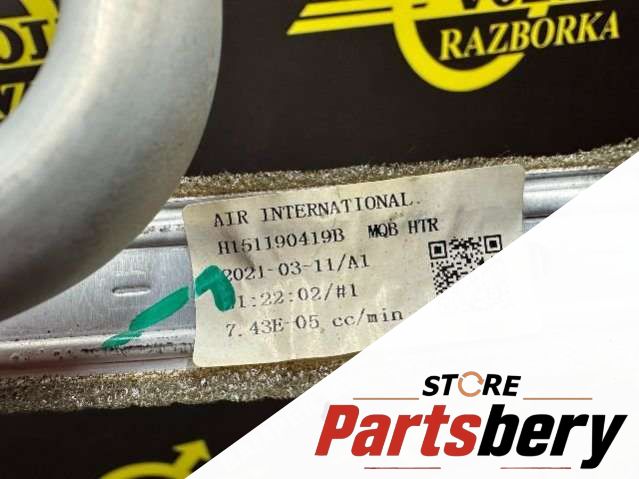 RAZBORKA
AIR INTERNATIONAL.
H151190419B MQB HTR
2021-03-11/A1
1:22:02/#1
7.43E-05 cc/min
STORE
Partsbery